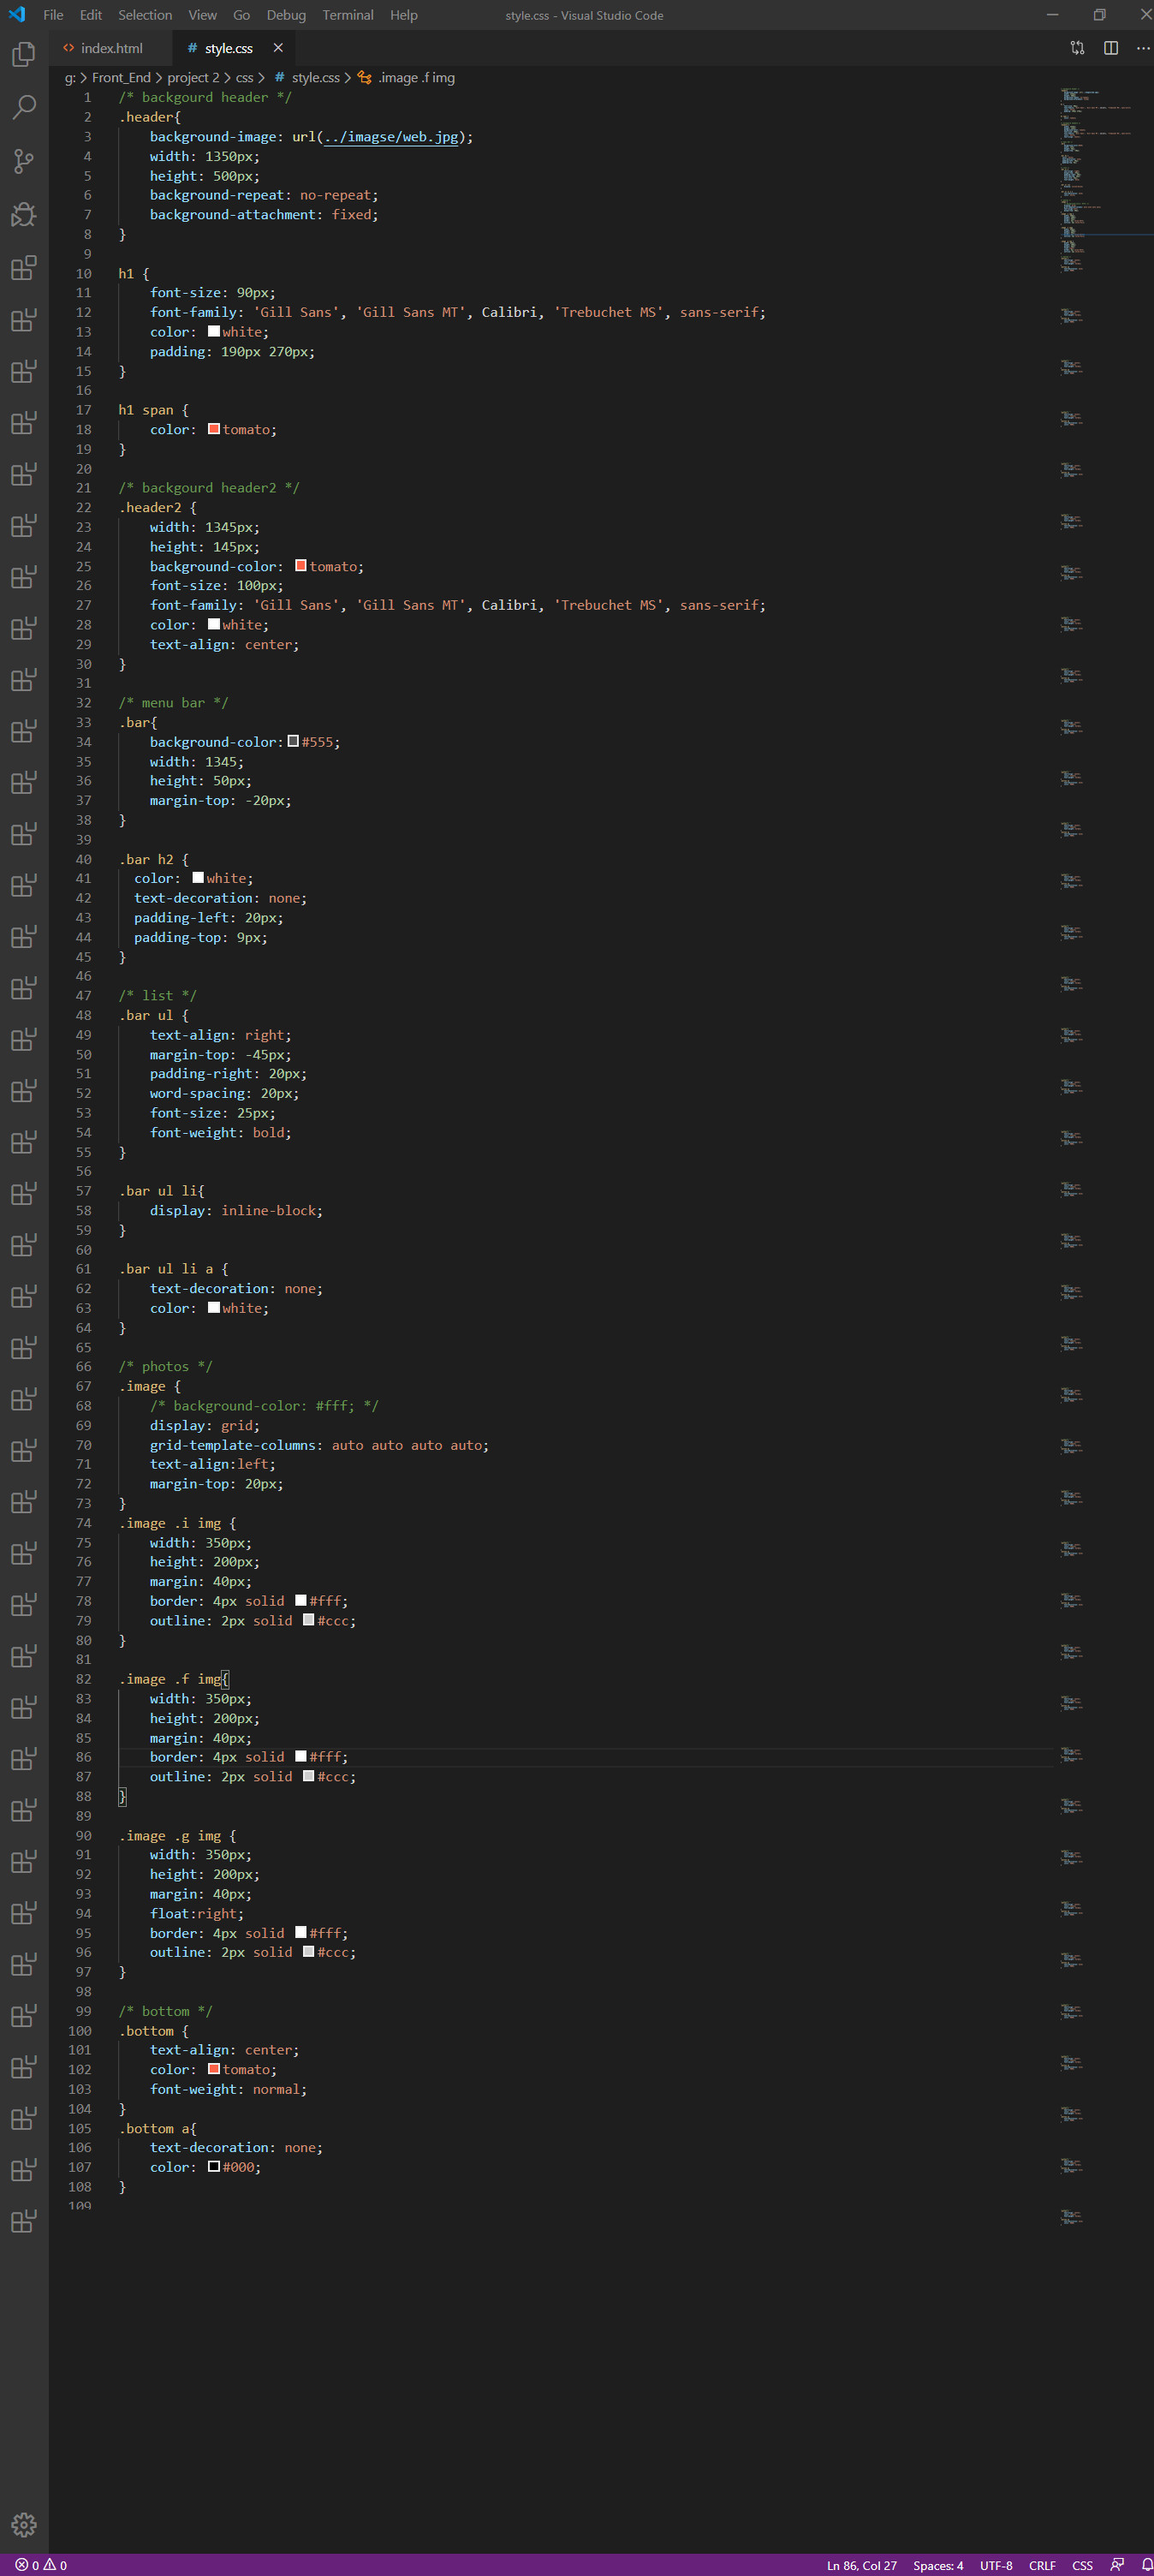 File Edit Selection View Go Debug Terminal Help style.css - Visual Studio Code
<> index.html # style.css ×
g: > Front_End > project 2 > css > # style.css > .image .f img
1 /* backgourd header */
2 .header{
3 background-image: url(../imagse/web.jpg);
4 width: 1350px;
5 height: 500px;
6 background-repeat: no-repeat;
7 background-attachment: fixed;
8 }
9
10 h1 {
11 font-size: 90px;
12 font-family: 'Gill Sans', 'Gill Sans MT', Calibri, 'Trebuchet MS', sans-serif;
13 color: white;
14 padding: 190px 270px;
15 }
16
17 h1 span {
18 color: tomato;
19 }
20
21 /* backgourd header2 */
22 .header2 {
23 width: 1345px;
24 height: 145px;
25 background-color: tomato;
26 font-size: 100px;
27 font-family: 'Gill Sans', 'Gill Sans MT', Calibri, 'Trebuchet MS', sans-serif;
28 color: white;
29 text-align: center;
30 }
31
32 /* menu bar */
33 .bar{
34 background-color: #555;
35 width: 1345;
36 height: 50px;
37 margin-top: -20px;
38 }
39
40 .bar h2 {
41 color: white;
42 text-decoration: none;
43 padding-left: 20px;
44 padding-top: 9px;
45 }
46
47 /* list */
48 .bar ul {
49 text-align: right;
50 margin-top: -45px;
51 padding-right: 20px;
52 word-spacing: 20px;
53 font-size: 25px;
54 font-weight: bold;
55 }
56
57 .bar ul li{
58 display: inline-block;
59 }
60
61 .bar ul li a {
62 text-decoration: none;
63 color: white;
64 }
65
66 /* photos */
67 .image {
68 /* background-color: #fff; */
69 display: grid;
70 grid-template-columns: auto auto auto auto;
71 text-align:left;
72 margin-top: 20px;
73 }
74 .image .i img {
75 width: 350px;
76 height: 200px;
77 margin: 40px;
78 border: 4px solid #fff;
79 outline: 2px solid #ccc;
80 }
81
82 .image .f img{
83 width: 350px;
84 height: 200px;
85 margin: 40px;
86 border: 4px solid #fff;
87 outline: 2px solid #ccc;
88 }
89
90 .image .g img {
91 width: 350px;
92 height: 200px;
93 margin: 40px;
94 float:right;
95 border: 4px solid #fff;
96 outline: 2px solid #ccc;
97 }
98
99 /* bottom */
100 .bottom {
101 text-align: center;
102 color: tomato;
103 font-weight: normal;
104 }
105 .bottom a{
106 text-decoration: none;
107 color: #000;
108 }
109
0 0 Ln 86, Col 27 Spaces: 4 UTF-8 CRLF CSS